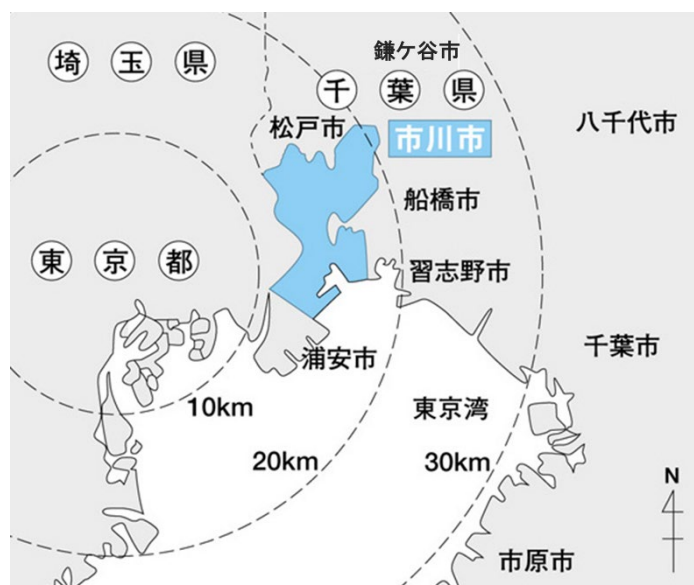 鎌ケ谷市
埼玉県
千葉県
松戸市
市川市
八千代市
船橋市
東京都
習志野市
千葉市
浦安市
10km
東京湾
20km
30km
N
市原市